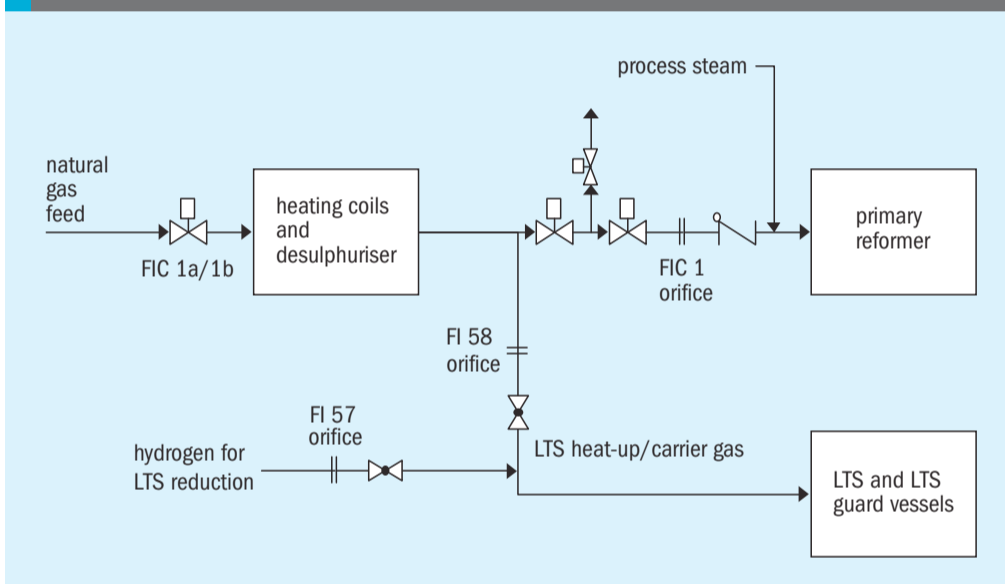 process steam
natural
gas
feed
FIC 1a/1b
heating coils
and
desulphuriser
FIC 1
orifice
primary
reformer
FI 58
orifice
FI 57
orifice
hydrogen for
LTS reduction
LTS heat-up/carrier gas
LTS and LTS
guard vessels